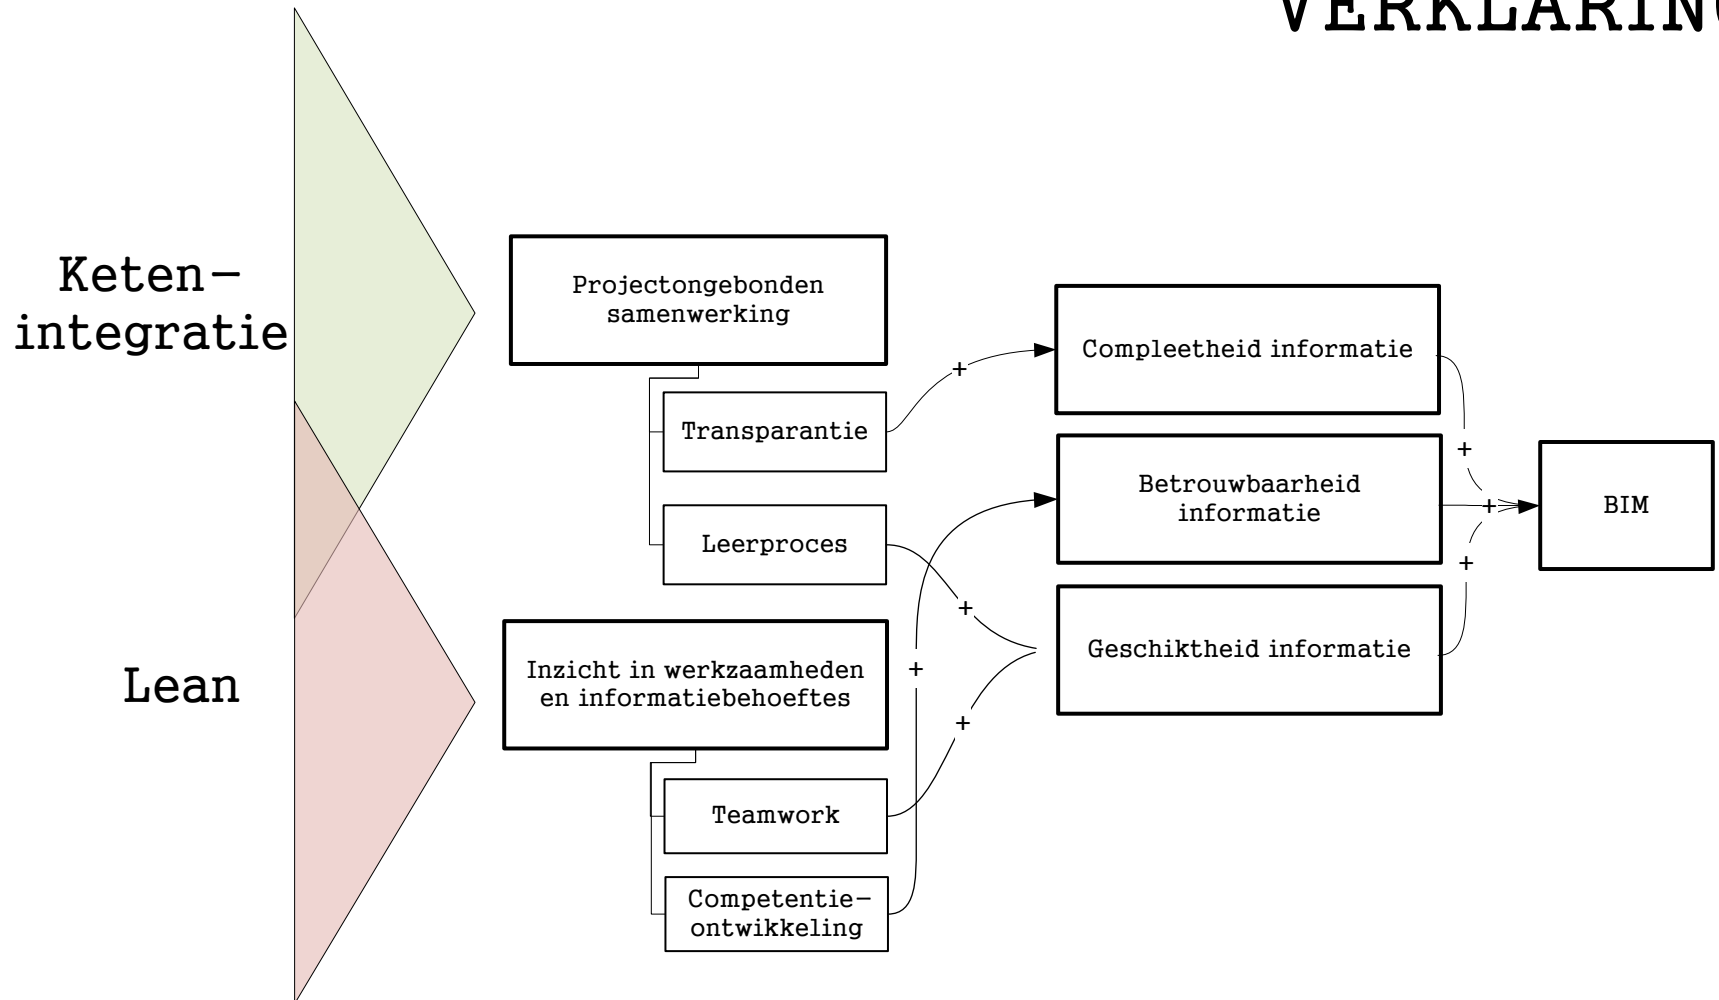 VERKLARING
Keten-
integratie
Lean
Projectongebonden
samenwerking
Transparantie
Leerproces
Inzicht in werkzaamheden
en informatiebehoeftes
Teamwork
Competentie-
ontwikkeling
+
+
+
+
Compleetheid informatie
Betrouwbaarheid
informatie
Geschiktheid informatie
+
+
+
BIM